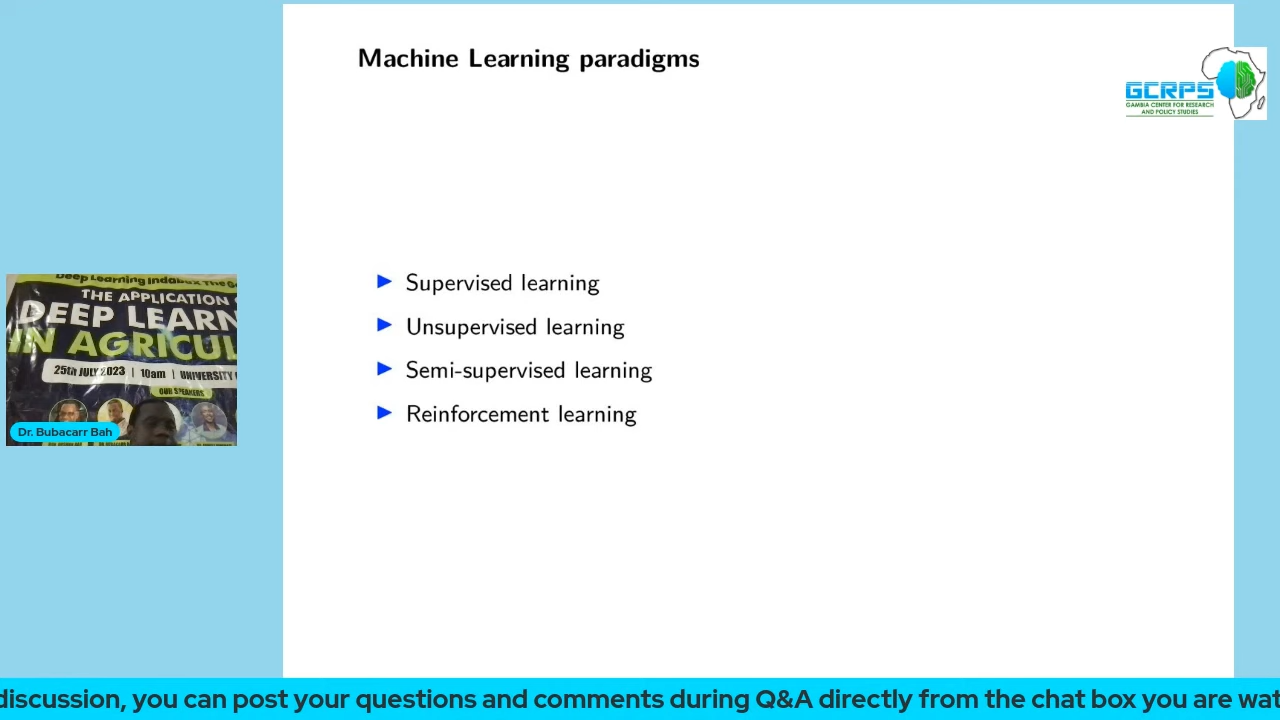 Machine Learning paradigms
GCRPS
GAMBIA CENTER FOR RESEARCH
AND POLICY STUDIES
Supervised learning
Unsupervised learning
Semi-supervised learning
Reinforcement learning
Deep Learning
THE APPLICATION
DEEP LEARN
IN AGRICUL
25th JULY 2023 | 10am | UNIVERSITY
OUR SPEAKERS
Dr. Bubacarr Bah
discussion, you can post your questions and comments during Q&A directly from the chat box you are wat